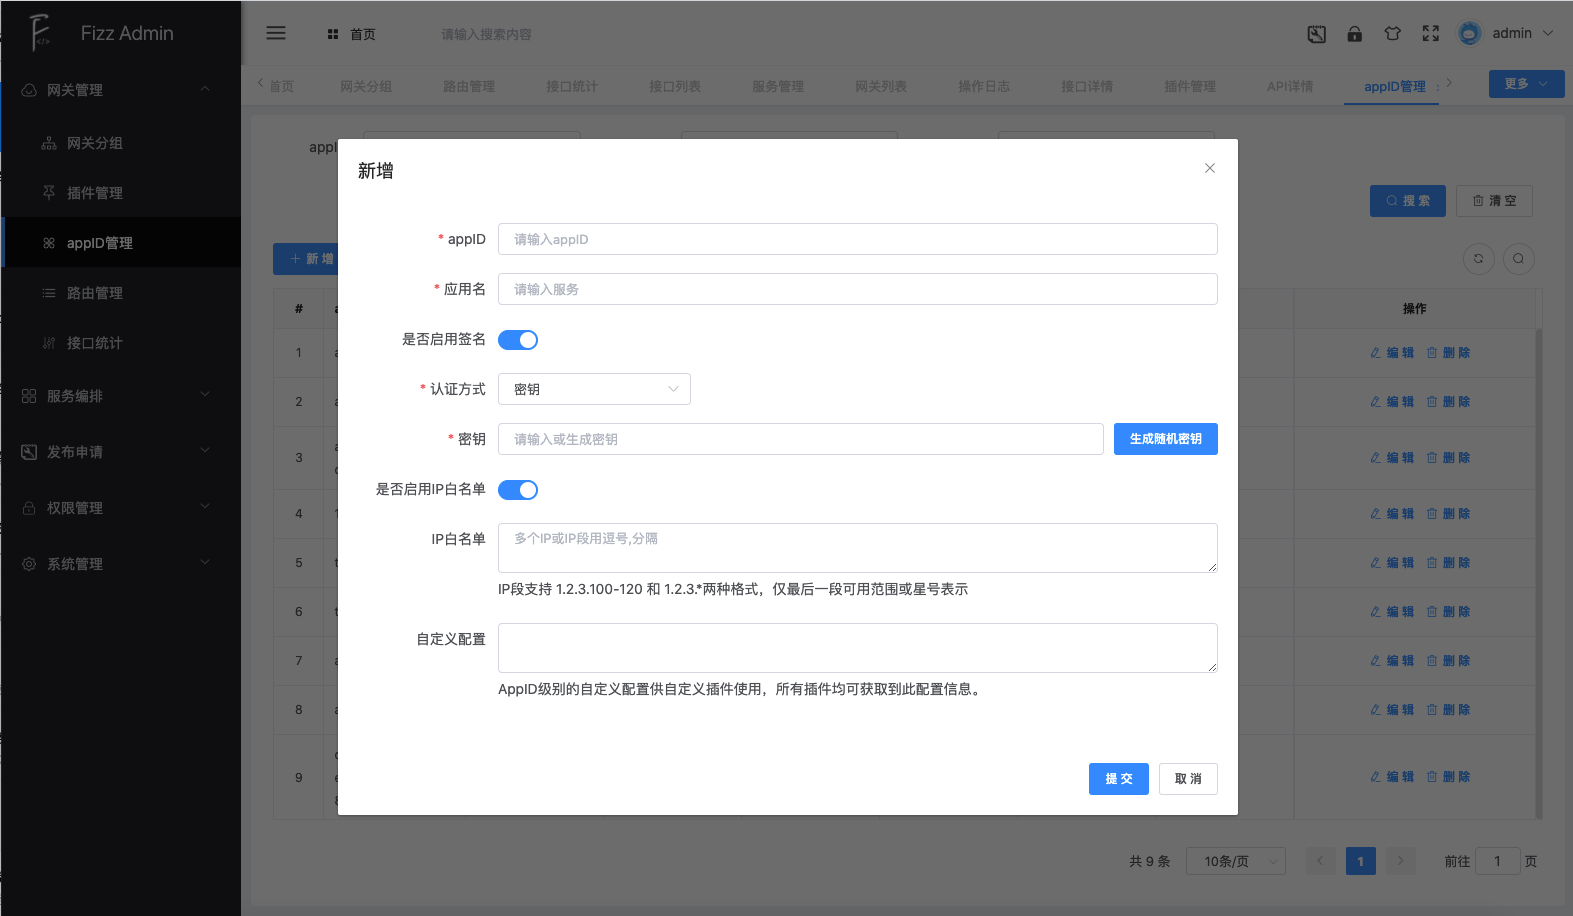 Fizz Admin
首页
请输入搜索内容
admin
首页
网关分组
路由管理
接口统计
接口列表
服务管理
网关列表
操作日志
接口详情
插件管理
API详情
appID管理
更多
网关管理
网关分组
插件管理
appID管理
路由管理
接口统计
服务编排
发布申请
权限管理
系统管理
搜 索
清 空
新 增
#
操作
1
编 辑
删 除
2
编 辑
删 除
3
编 辑
删 除
4
编 辑
删 除
5
编 辑
删 除
6
编 辑
删 除
7
编 辑
删 除
8
编 辑
删 除
9
编 辑
删 除
共 9 条
10条/页
1
前往
1
页
新增
* appID
请输入appID
* 应用名
请输入服务
是否启用签名
* 认证方式
密钥
* 密钥
请输入或生成密钥
生成随机密钥
是否启用IP白名单
IP白名单
多个IP或IP段用逗号,分隔
IP段支持 1.2.3.100-120 和 1.2.3.*两种格式，仅最后一段可用范围或星号表示
自定义配置
AppID级别的自定义配置供自定义插件使用，所有插件均可获取到此配置信息。
提 交
取 消